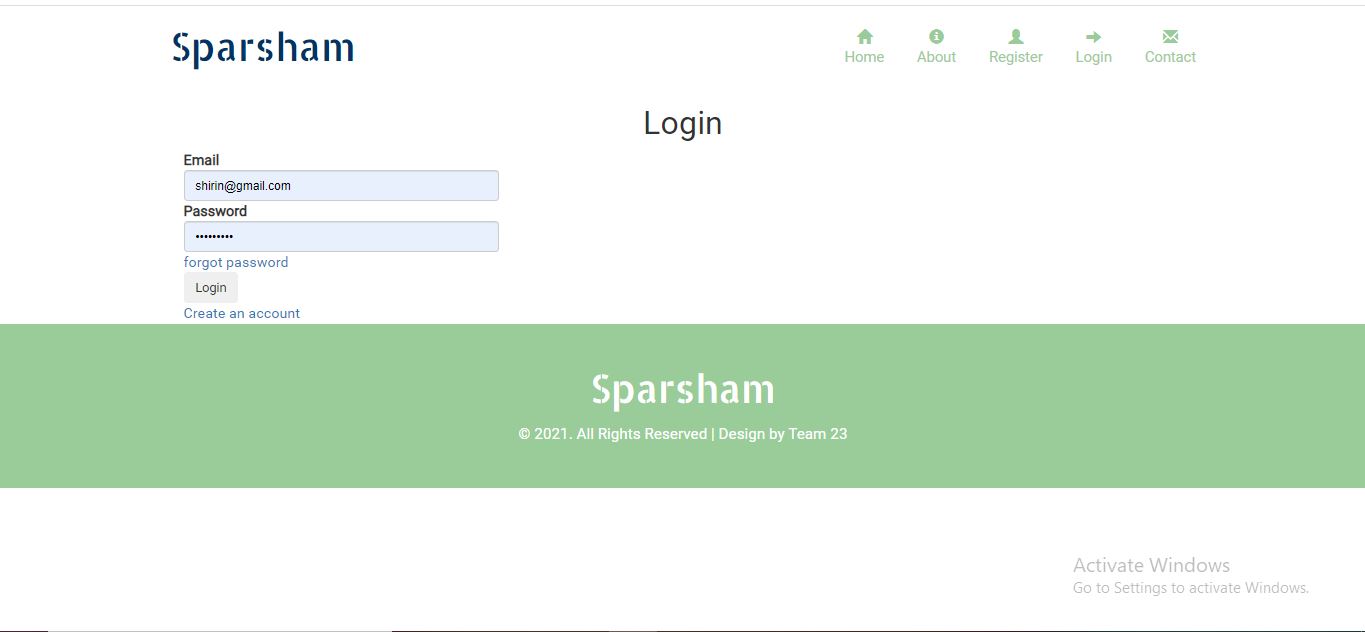 Sparsham
Home About Register Login Contact
Login
Email
shirin@gmail.com
Password
•••••••••
forgot password
Login
Create an account
Sparsham
© 2021. All Rights Reserved | Design by Team 23
Activate Windows
Go to Settings to activate Windows.